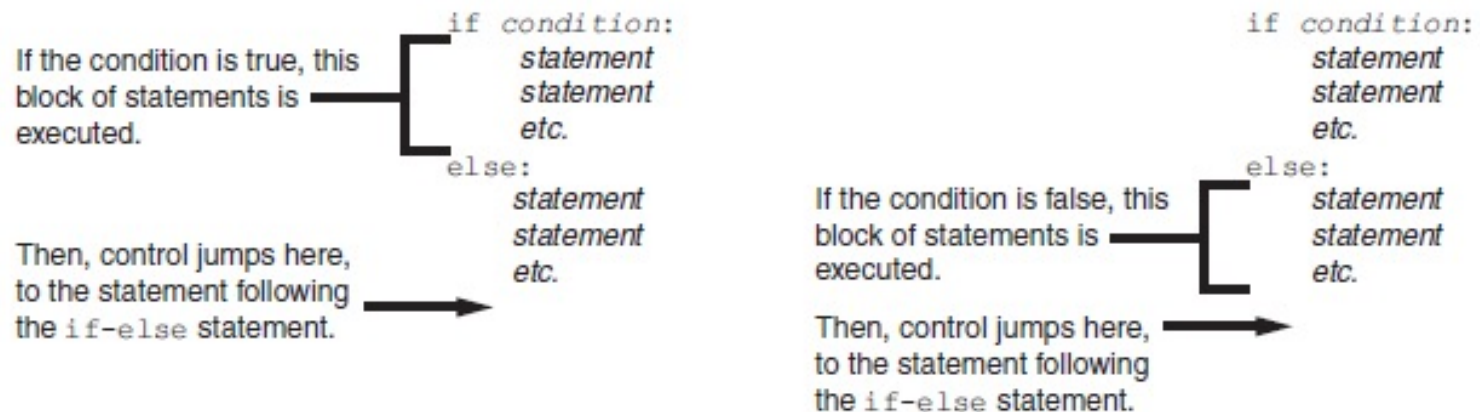 If the condition is true, this
block of statements is
executed.
if condition:
statement
statement
etc.
else:
statement
statement
etc.
Then, control jumps here,
to the statement following
the if-else statement.
if condition:
statement
statement
etc.
else:
statement
statement
etc.
If the condition is false, this
block of statements is
executed.
Then, control jumps here,
to the statement following
the if-else statement.